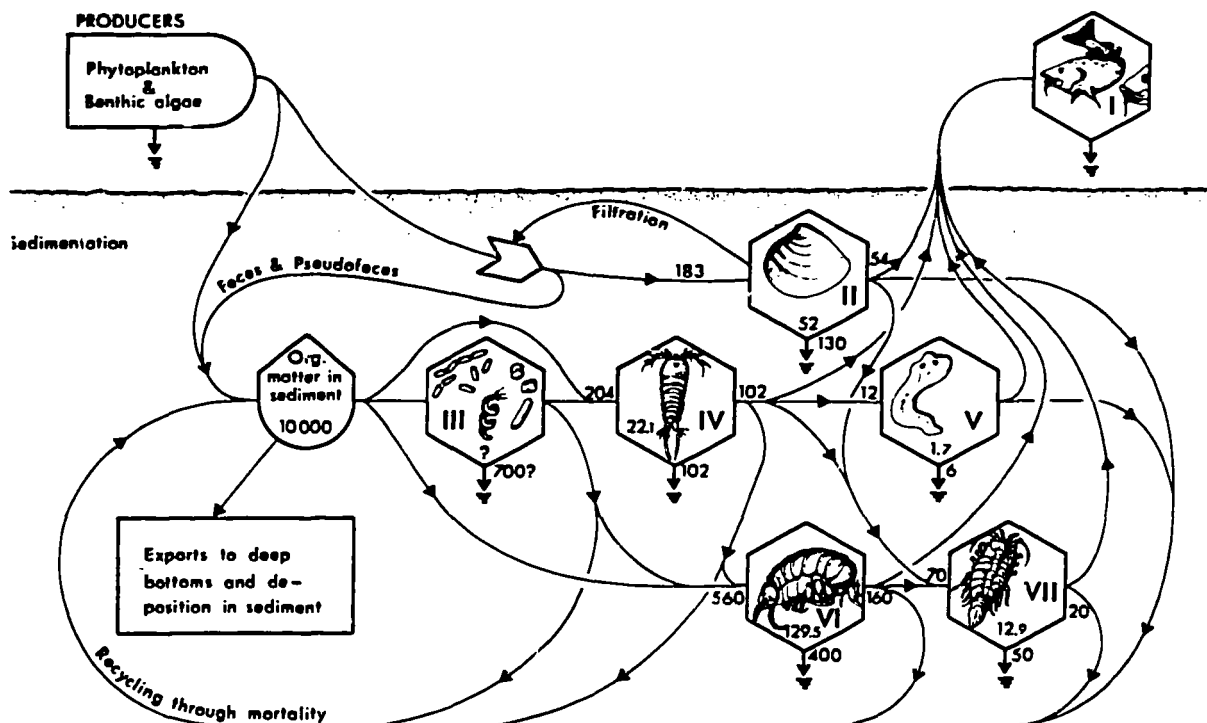 PRODUCERS
Phytoplankton
&
Benthic algae
I
Sedimentation
Filtration
Feces & Pseudofeces
183
54
II
52
130
Org.
matter in
sediment
10 000
III
?
700?
204
IV
22.1
102
102
12
V
1.7
6
Exports to deep
bottoms and de-
position in sediment
560
VI
129.5
160
400
70
VII
12.9
20
50
Recycling through mortality